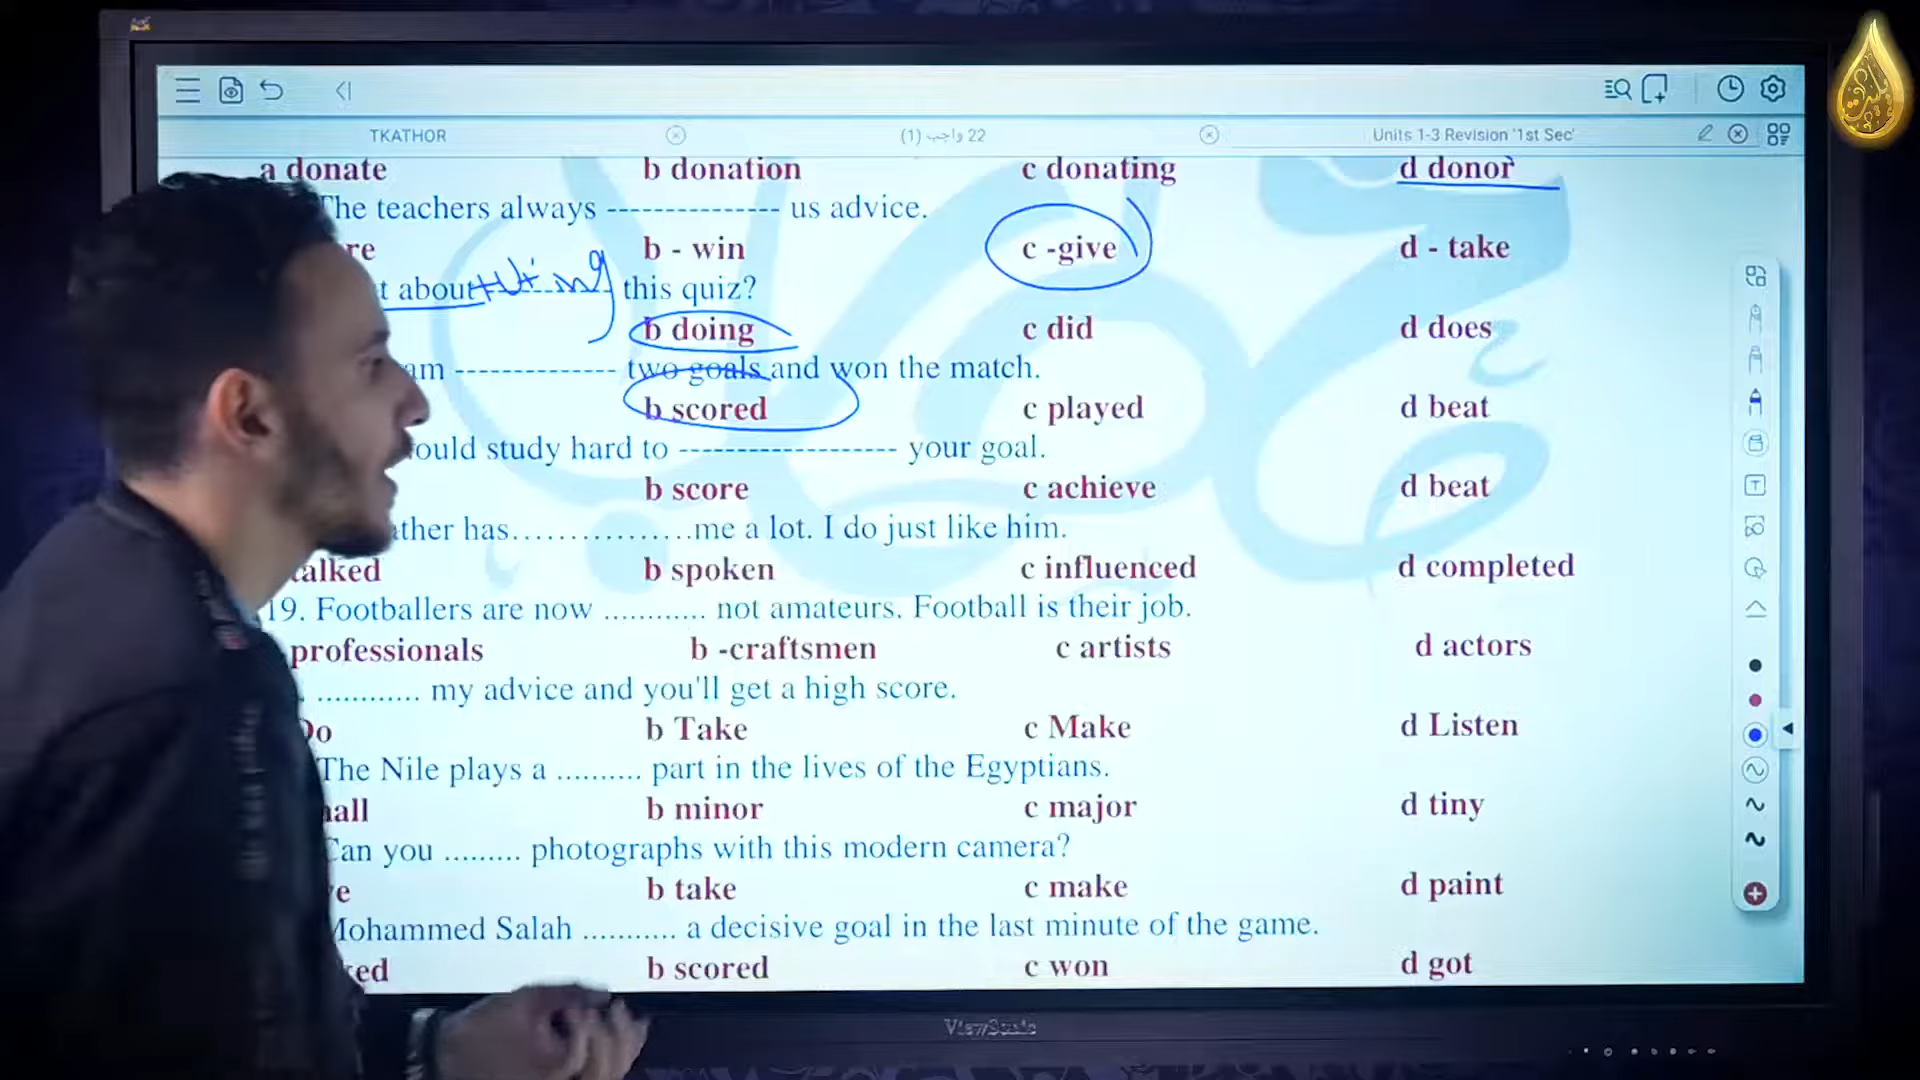 TKATHOR
22 واجب (1)
Units 1-3 Revision '1st Sec'
a donate b donation c donating d donor
The teachers always --------------- us advice.
b - win c -give d - take
t about this quiz?
b doing c did d does
am -------------- two goals and won the match.
b scored c played d beat
ould study hard to ------------------ your goal.
b score c achieve d beat
ather has................me a lot. I do just like him.
talked b spoken c influenced d completed
19. Footballers are now ............ not amateurs. Football is their job.
professionals b -craftsmen c artists d actors
............ my advice and you'll get a high score.
Do b Take c Make d Listen
The Nile plays a .......... part in the lives of the Egyptians.
b minor c major d tiny
Can you ......... photographs with this modern camera?
b take c make d paint
Mohammed Salah ........... a decisive goal in the last minute of the game.
ked b scored c won d got
ViewSonic